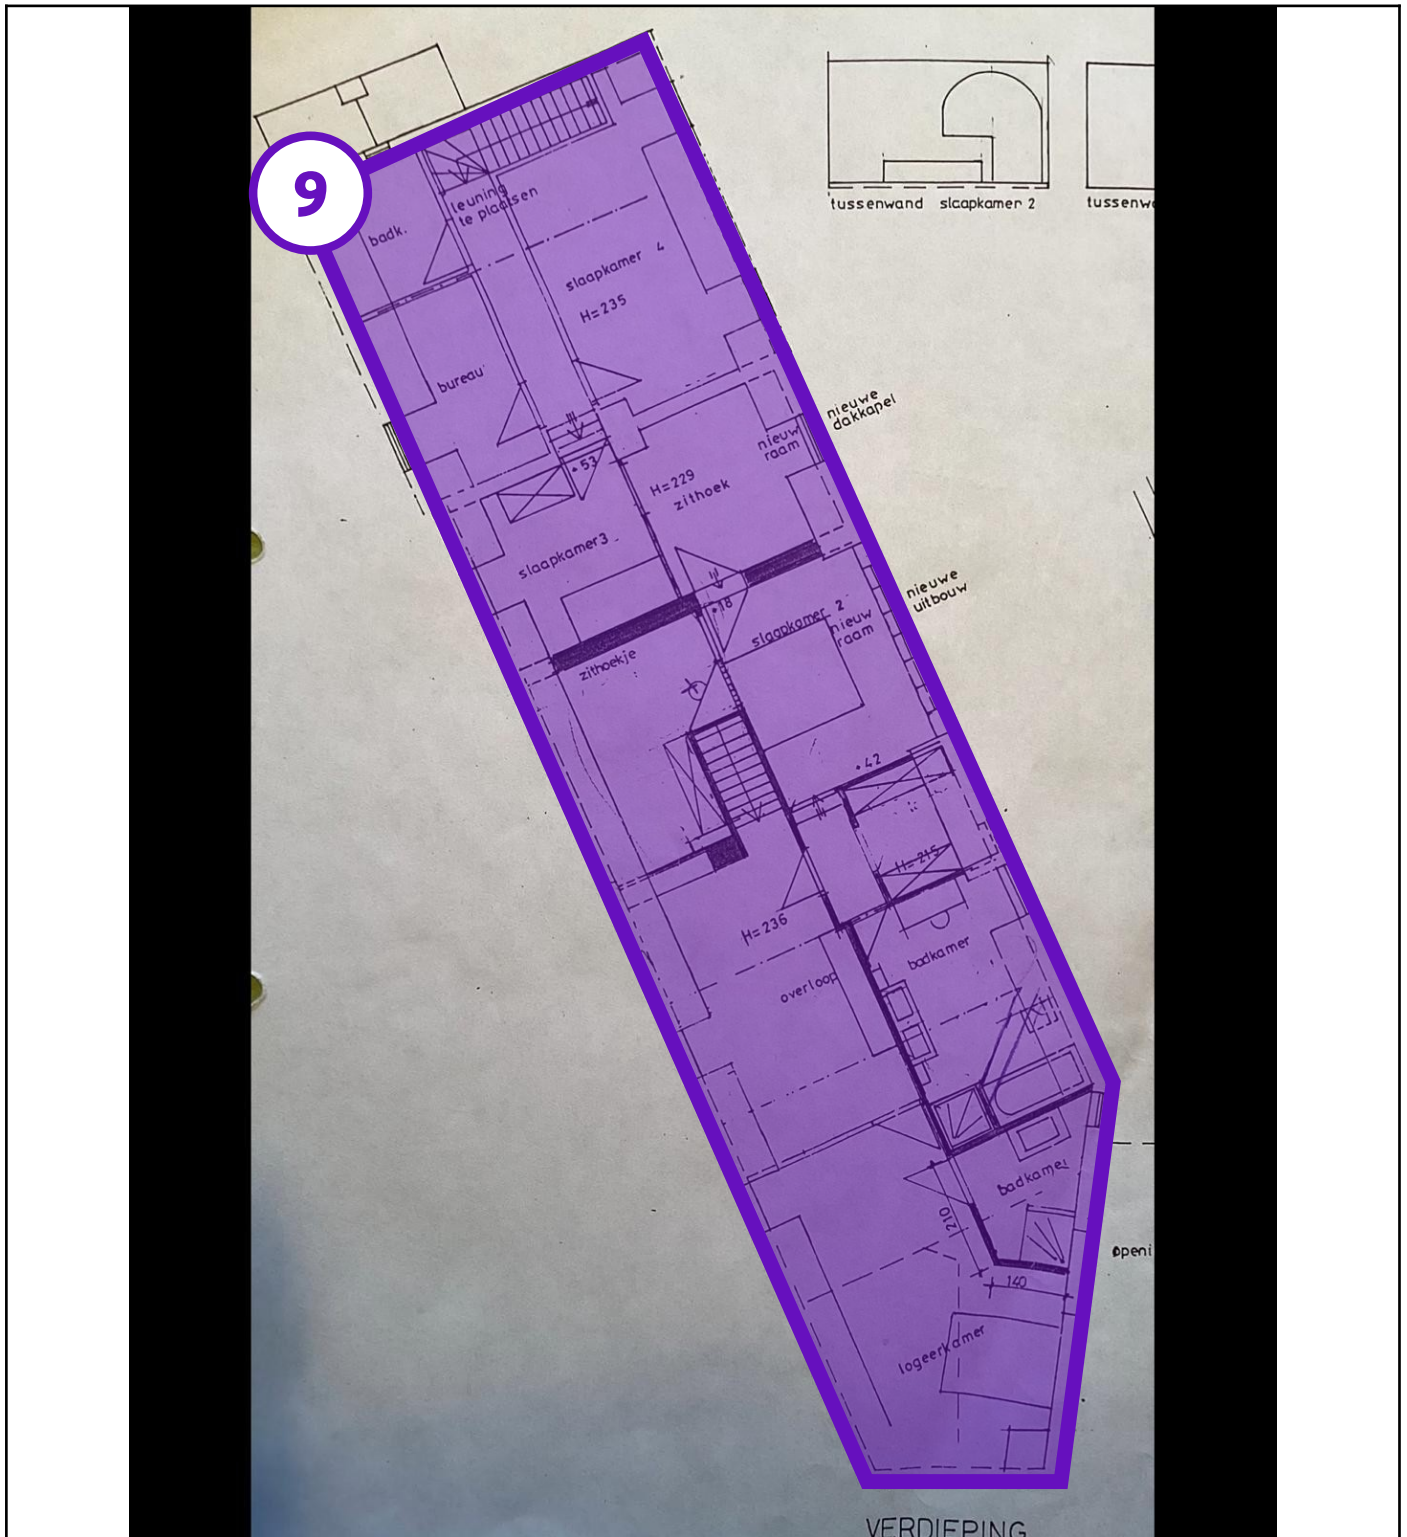 9
tussenwand slaapkamer 2
tussenw
leuning
te plaatsen
badk.
slaapkamer 4
H=235
bureau
nieuwe
dakkapel
nieuw
raam
+53
H=229
zithoek
slaapkamer3
nieuwe
uitbouw
+18
slaapkamer 2
nieuw
raam
zithoekje
+42
H=215
H=236
badkamer
overloop
badkamer
210
openi
140
logeerkamer
VERDIEPING